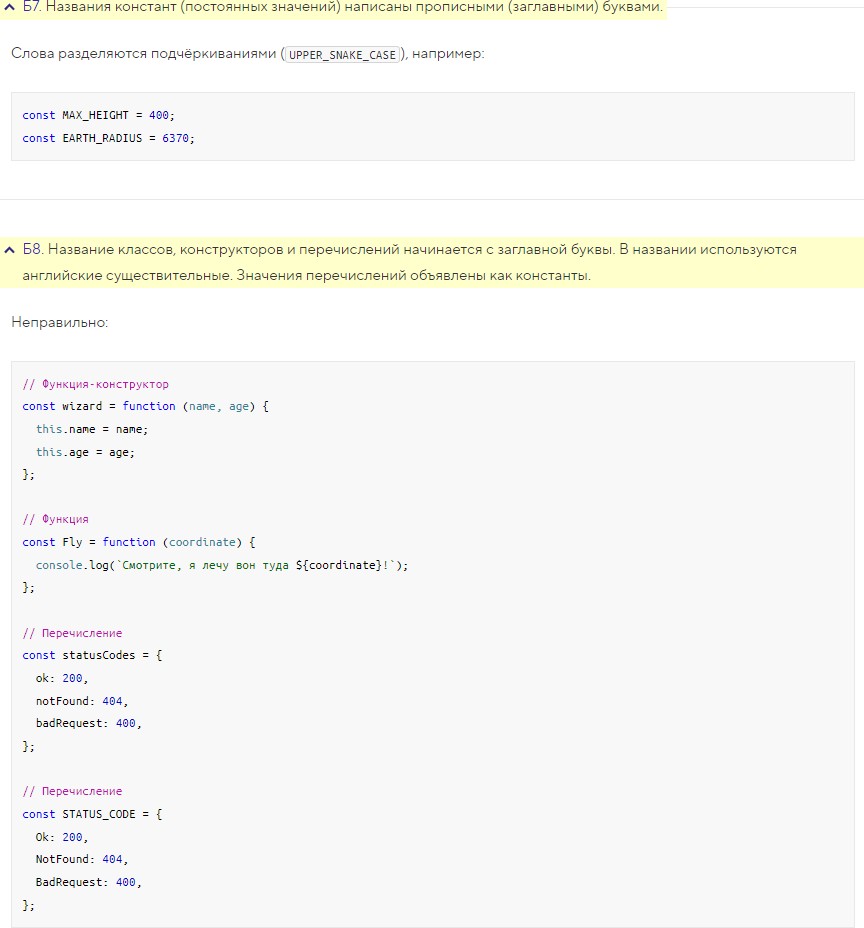 Б7. Названия констант (постоянных значений) написаны прописными (заглавными) буквами.
Слова разделяются подчёркиваниями (UPPER_SNAKE_CASE), например:
const MAX_HEIGHT = 400;
const EARTH_RADIUS = 6370;
Б8. Название классов, конструкторов и перечислений начинается с заглавной буквы. В названии используются
английские существительные. Значения перечислений объявлены как константы.
Неправильно:
// Функция-конструктор
const wizard = function (name, age) {
  this.name = name;
  this.age = age;
};
// Функция
const Fly = function (coordinate) {
  console.log(`Смотрите, я лечу вон туда ${coordinate}!`);
};
// Перечисление
const statusCodes = {
  ok: 200,
  notFound: 404,
  badRequest: 400,
};
// Перечисление
const STATUS_CODE = {
  Ok: 200,
  NotFound: 404,
  BadRequest: 400,
};